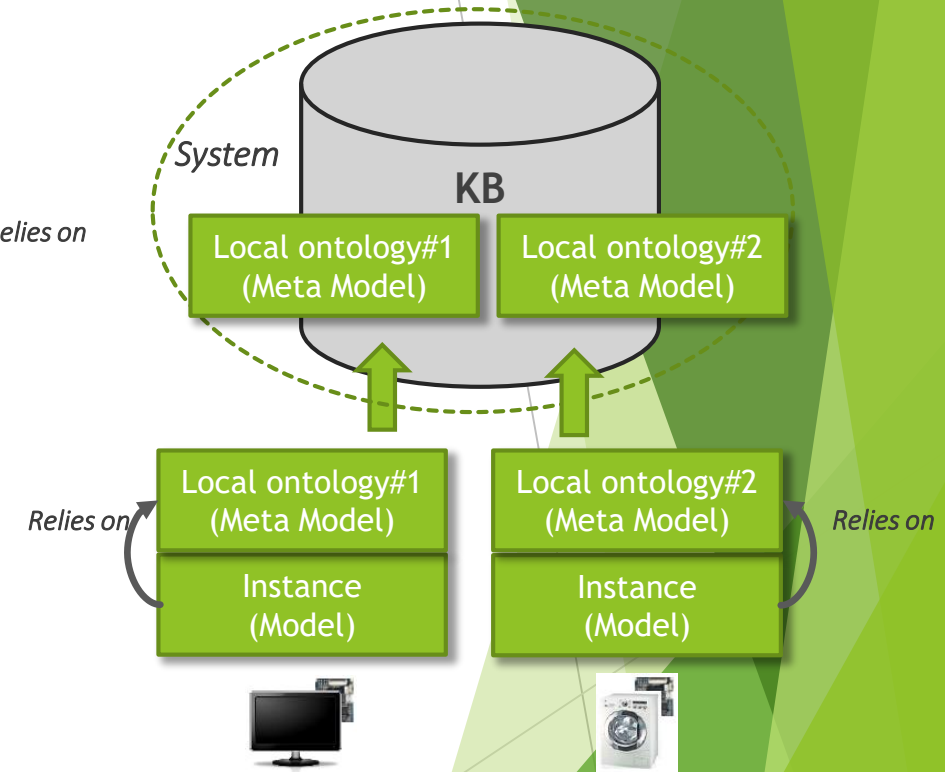 System
KB
elies on
Local ontology#1
(Meta Model)
Local ontology#2
(Meta Model)
Local ontology#1
(Meta Model)
Local ontology#2
(Meta Model)
Relies on
Relies on
Instance
(Model)
Instance
(Model)